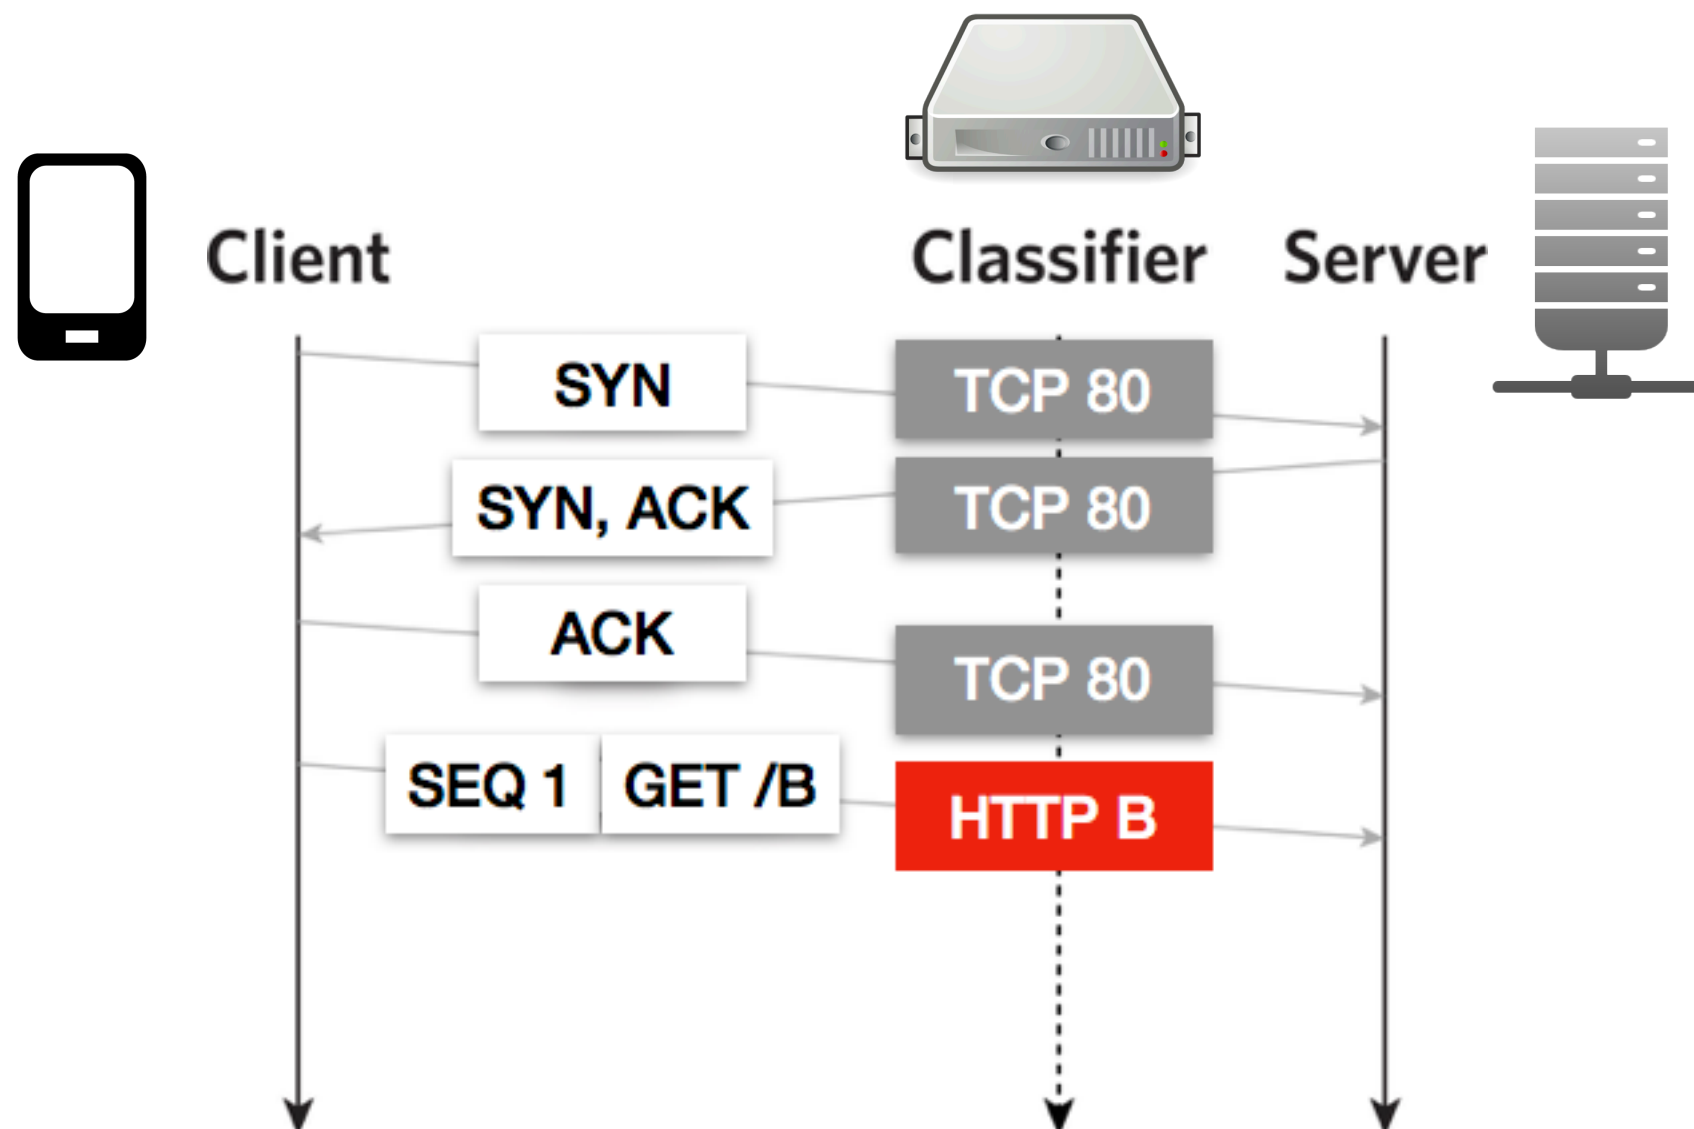 Client Classifier Server
SYN TCP 80
SYN, ACK TCP 80
ACK TCP 80
SEQ 1 GET /B HTTP B